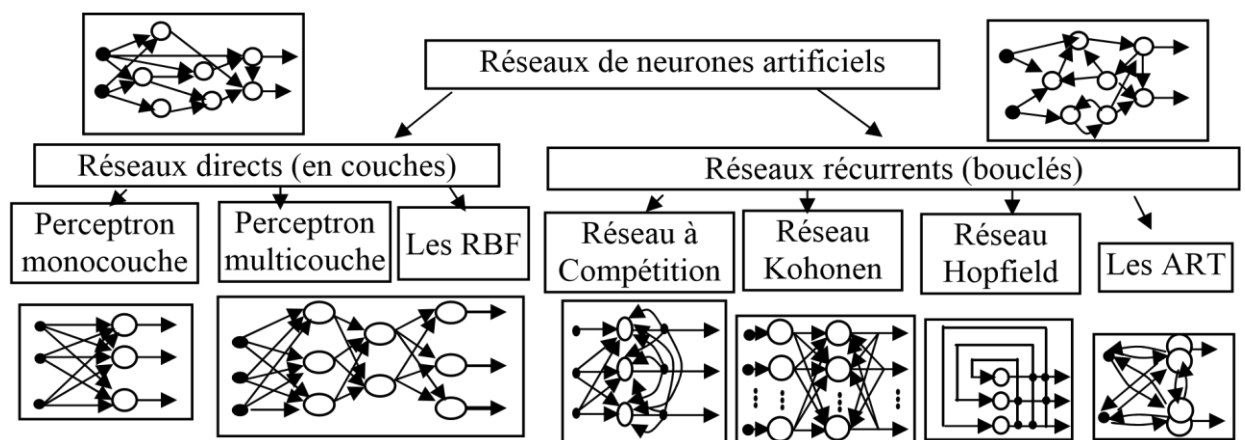 Réseaux de neurones artificiels
Réseaux directs (en couches)
Réseaux récurrents (bouclés)
Perceptron
monocouche
Perceptron
multicouche
Les RBF
Réseau à
Compétition
Réseau
Kohonen
Réseau
Hopfield
Les ART